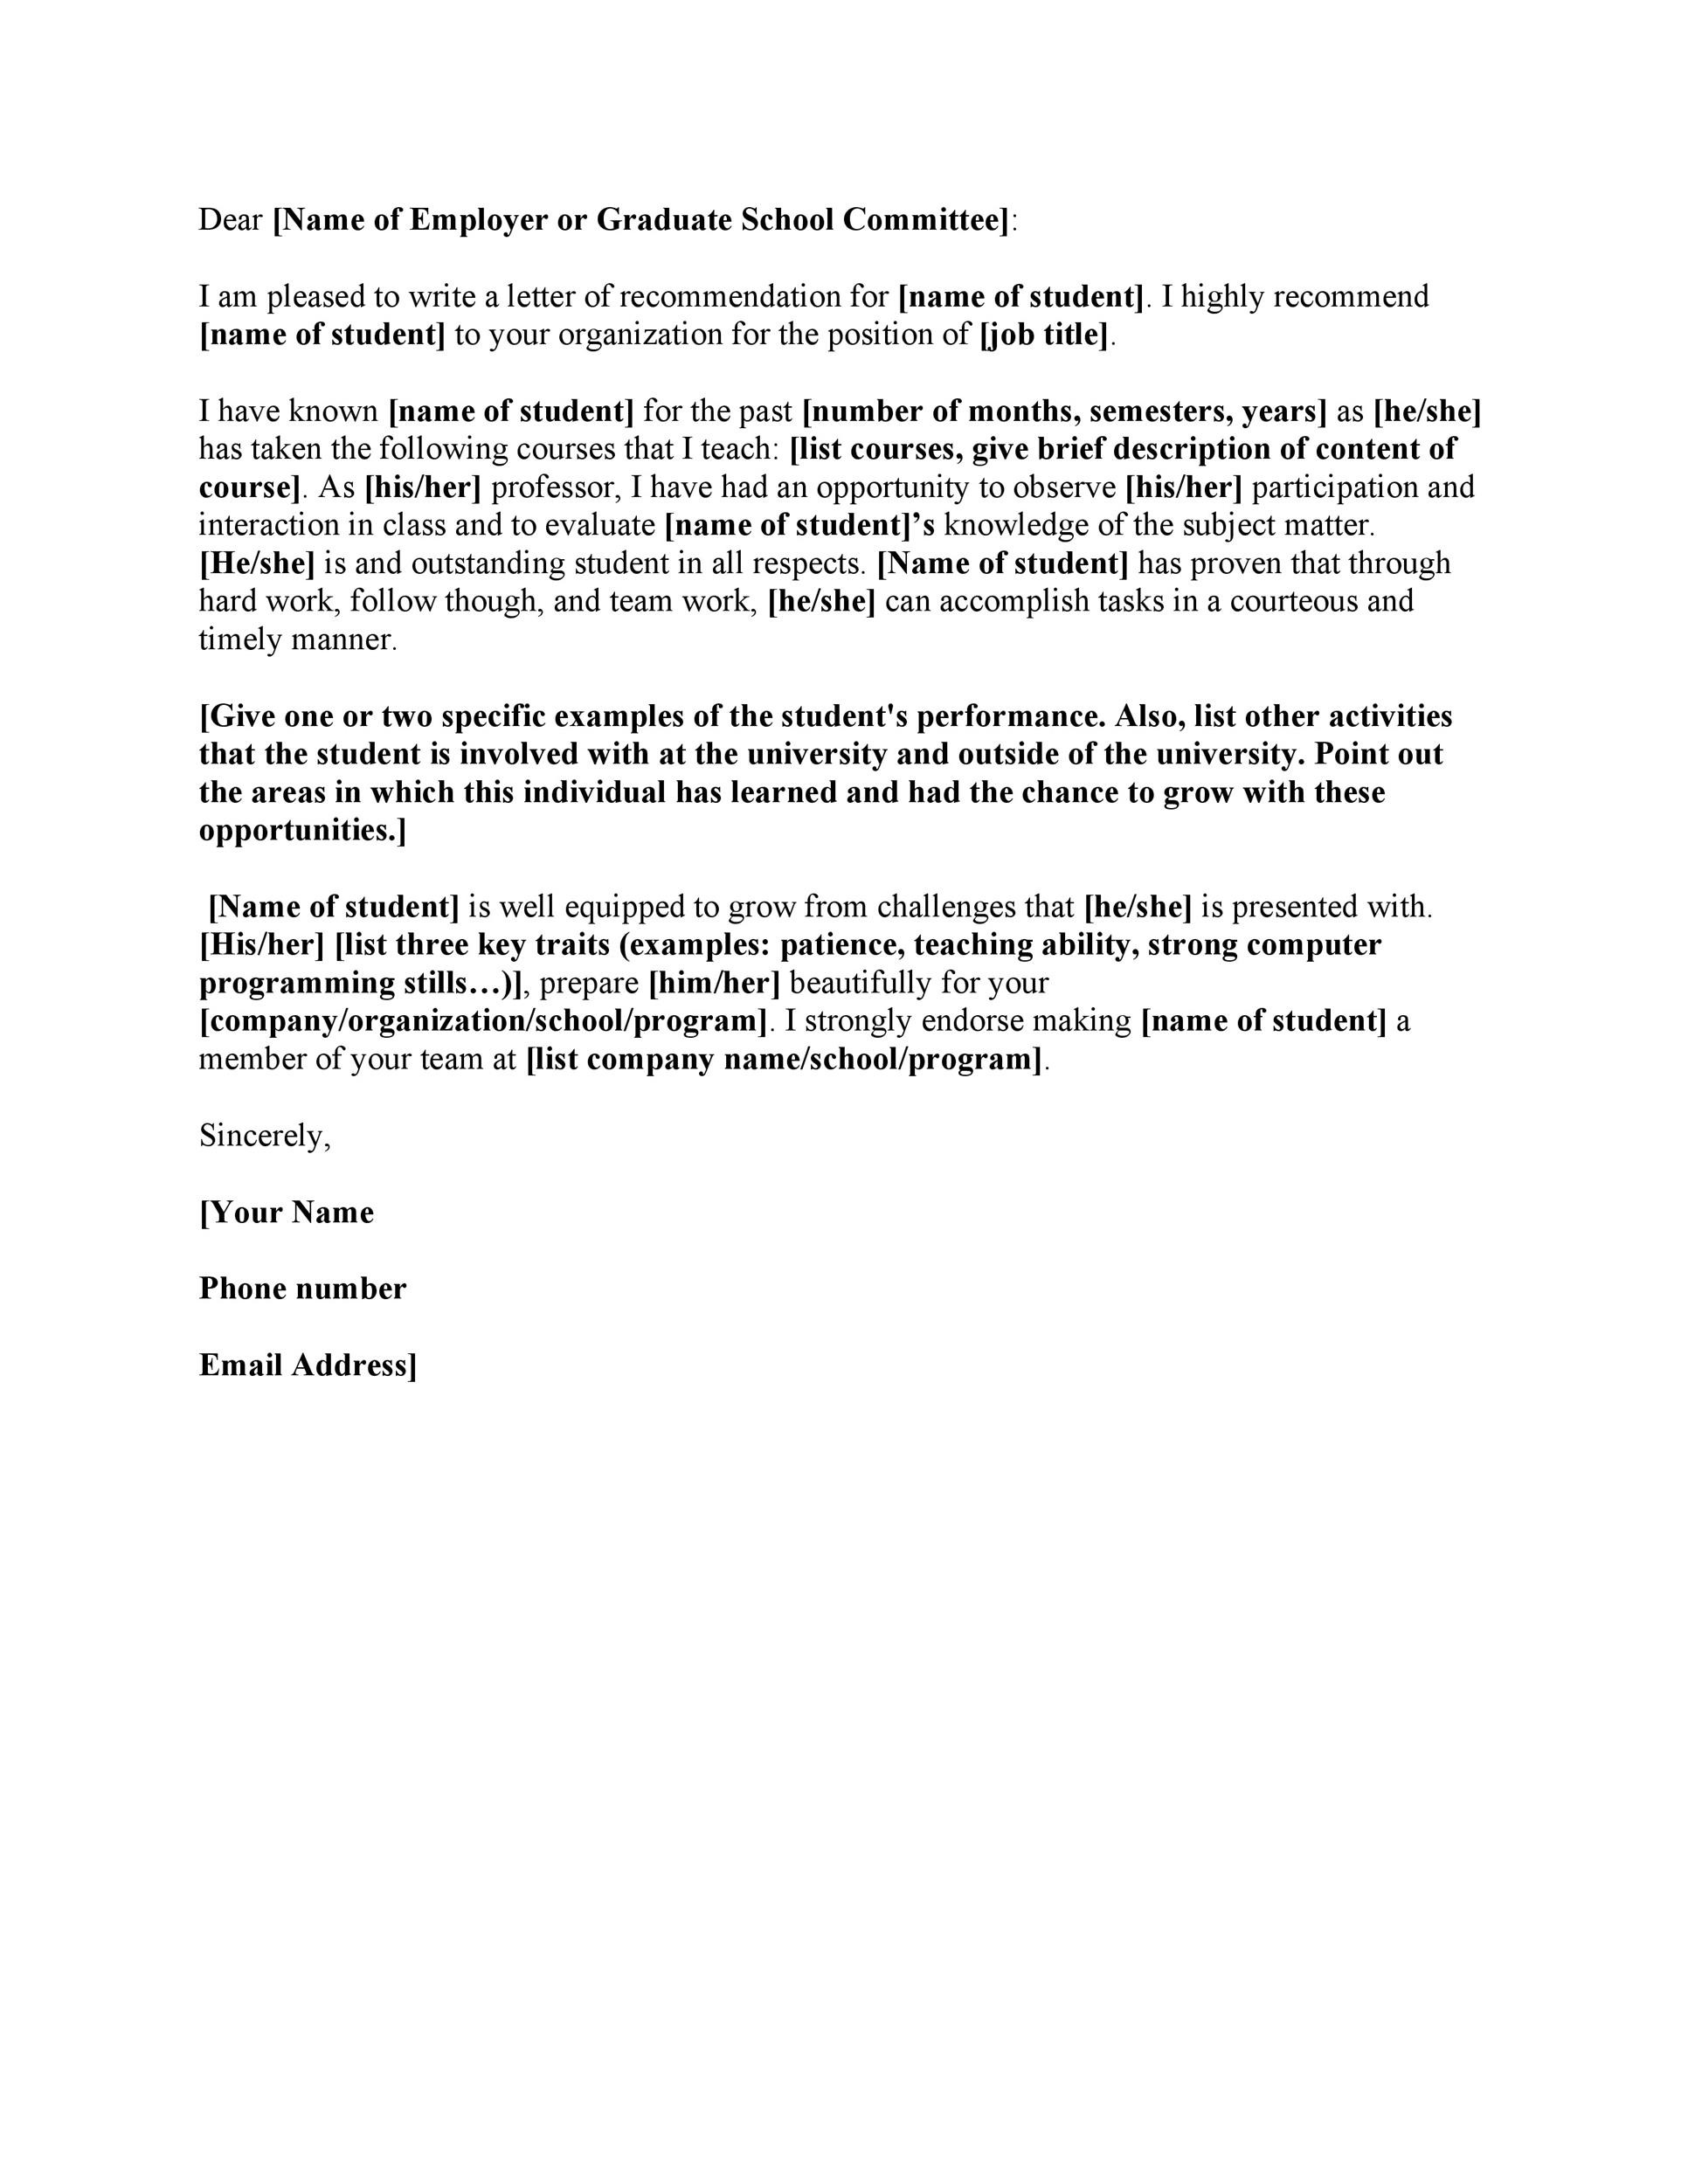 Dear [Name of Employer or Graduate School Committee]:
I am pleased to write a letter of recommendation for [name of student]. I highly recommend
[name of student] to your organization for the position of [job title].
I have known [name of student] for the past [number of months, semesters, years] as [he/she]
has taken the following courses that I teach: [list courses, give brief description of content of
course]. As [his/her] professor, I have had an opportunity to observe [his/her] participation and
interaction in class and to evaluate [name of student]’s knowledge of the subject matter.
[He/she] is and outstanding student in all respects. [Name of student] has proven that through
hard work, follow though, and team work, [he/she] can accomplish tasks in a courteous and
timely manner.
[Give one or two specific examples of the student's performance. Also, list other activities
that the student is involved with at the university and outside of the university. Point out
the areas in which this individual has learned and had the chance to grow with these
opportunities.]
[Name of student] is well equipped to grow from challenges that [he/she] is presented with.
[His/her] [list three key traits (examples: patience, teaching ability, strong computer
programming stills…)], prepare [him/her] beautifully for your
[company/organization/school/program]. I strongly endorse making [name of student] a
member of your team at [list company name/school/program].
Sincerely,
[Your Name
Phone number
Email Address]